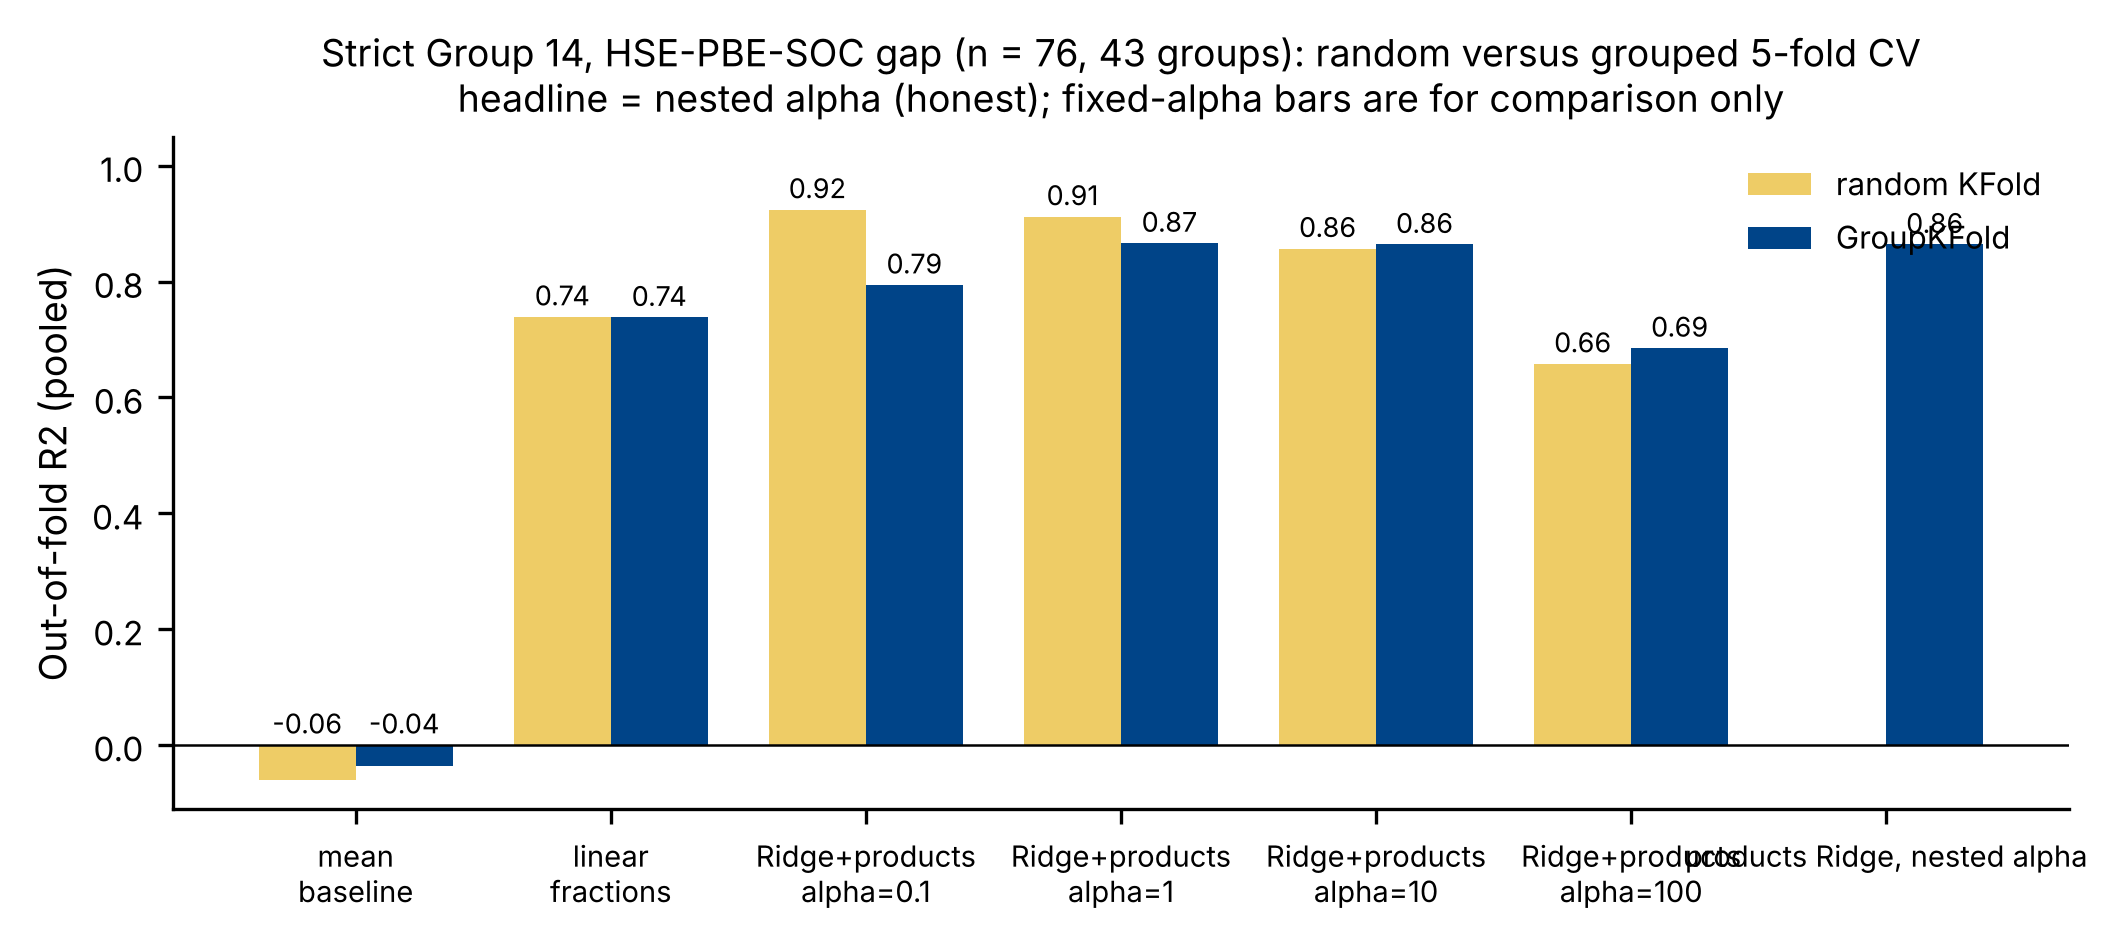 Strict Group 14, HSE-PBE-SOC gap (n = 76, 43 groups): random versus grouped 5-fold CV
headline = nested alpha (honest); fixed-alpha bars are for comparison only
Out-of-fold R2 (pooled)
1.0
0.8
0.6
0.4
0.2
0.0
random KFold
GroupKFold
-0.06
-0.04
0.74
0.74
0.92
0.79
0.91
0.87
0.86
0.86
0.66
0.69
0.86
mean
baseline
linear
fractions
Ridge+products
alpha=0.1
Ridge+products
alpha=1
Ridge+products
alpha=10
Ridge+products
alpha=100
products Ridge, nested alpha